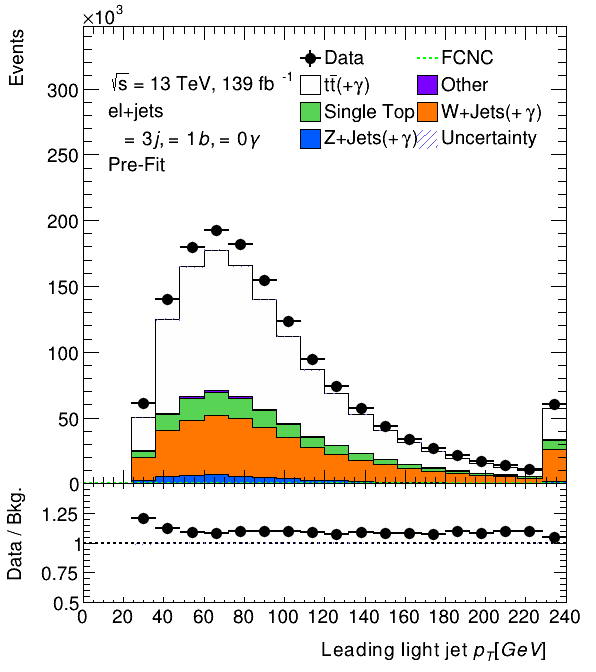 ×10³
Events
350
300
250
200
150
100
50
0
√s = 13 TeV, 139 fb⁻¹
el+jets
= 3j, = 1b, = 0γ
Pre-Fit
Data
FCNC
tt̄(+γ)
Other
Single Top
W+Jets(+γ)
Z+Jets(+γ)
Uncertainty
Data / Bkg.
1.25
1
0.75
0.5
0 20 40 60 80 100 120 140 160 180 200 220 240
Leading light jet p_T[GeV]